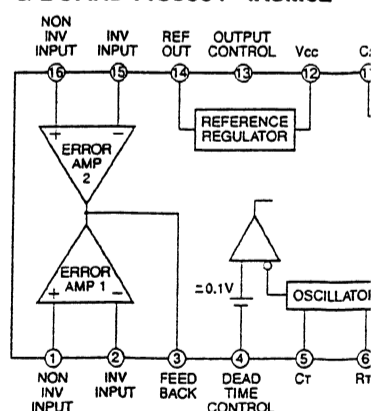 NON
INV
INPUT
INV
INPUT
REF
OUT
OUTPUT
CONTROL
Vcc
16
15
14
13
12
REFERENCE
REGULATOR
+
−
ERROR
AMP
2
ERROR
AMP 1
+
−
=0.1V
OSCILLATOR
1
2
3
4
5
6
NON
INV
INPUT
INV
INPUT
FEED
BACK
DEAD
TIME
CONTROL
CT
RT